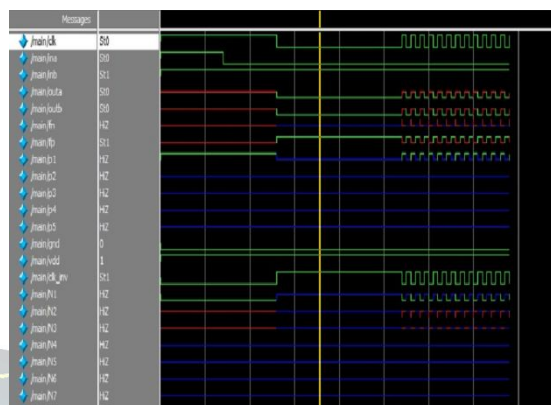 Messages
/main/clk St0
/main/ina St0
/main/inb St1
/main/outa St0
/main/outb St0
/main/fn HiZ
/main/fp St1
/main/p1 HiZ
/main/p2 HiZ
/main/p3 HiZ
/main/p4 HiZ
/main/p5 HiZ
/main/gnd 0
/main/vdd 1
/main/clk_inv St1
/main/N1 HiZ
/main/N2 HiZ
/main/N3 HiZ
/main/N4 HiZ
/main/N5 HiZ
/main/N6 HiZ
/main/N7 HiZ